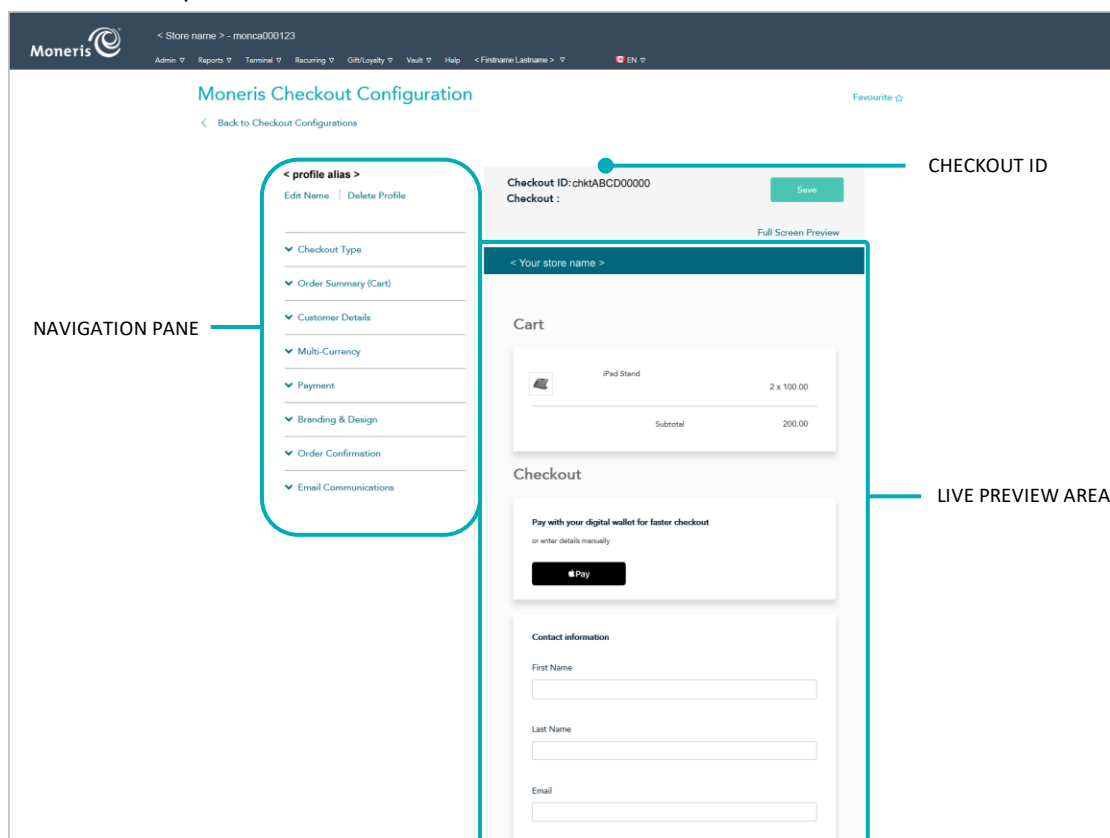 Moneris
< Store name > - monca000123
Admin Reports Terminal Recurring Gift/Loyalty Vault Help < Firstname Lastname > EN
Moneris Checkout Configuration
Favourite
Back to Checkout Configurations
CHECKOUT ID
< profile alias >
Edit Name | Delete Profile
Checkout ID: chktABCD00000
Checkout :
Save
Full Screen Preview
NAVIGATION PANE
Checkout Type
Order Summary (Cart)
Customer Details
Multi-Currency
Payment
Branding & Design
Order Confirmation
Email Communications
< Your store name >
Cart
iPad Stand
2 x 100.00
Subtotal 200.00
Checkout
LIVE PREVIEW AREA
Pay with your digital wallet for faster checkout
or enter details manually
Pay
Contact information
First Name
Last Name
Email